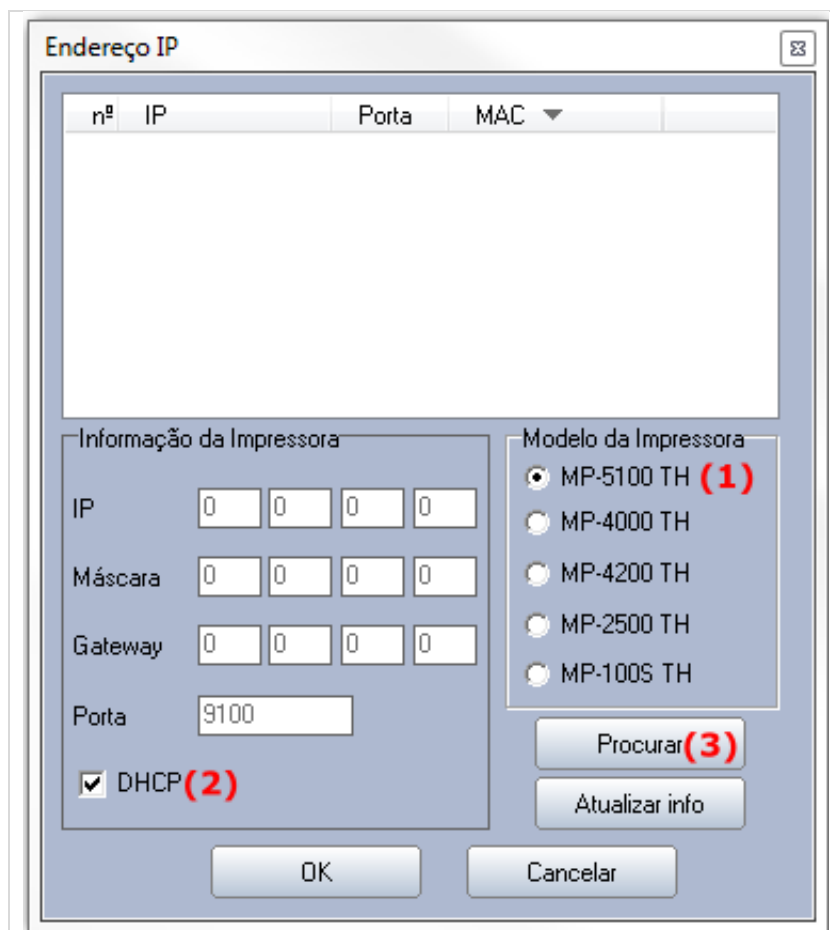 Endereço IP
nº IP Porta MAC
Informação da Impressora
IP 0 0 0 0
Máscara 0 0 0 0
Gateway 0 0 0 0
Porta 9100
DHCP (2)
Modelo da Impressora
MP-5100 TH (1)
MP-4000 TH
MP-4200 TH
MP-2500 TH
MP-100S TH
Procurar (3)
Atualizar info
OK Cancelar